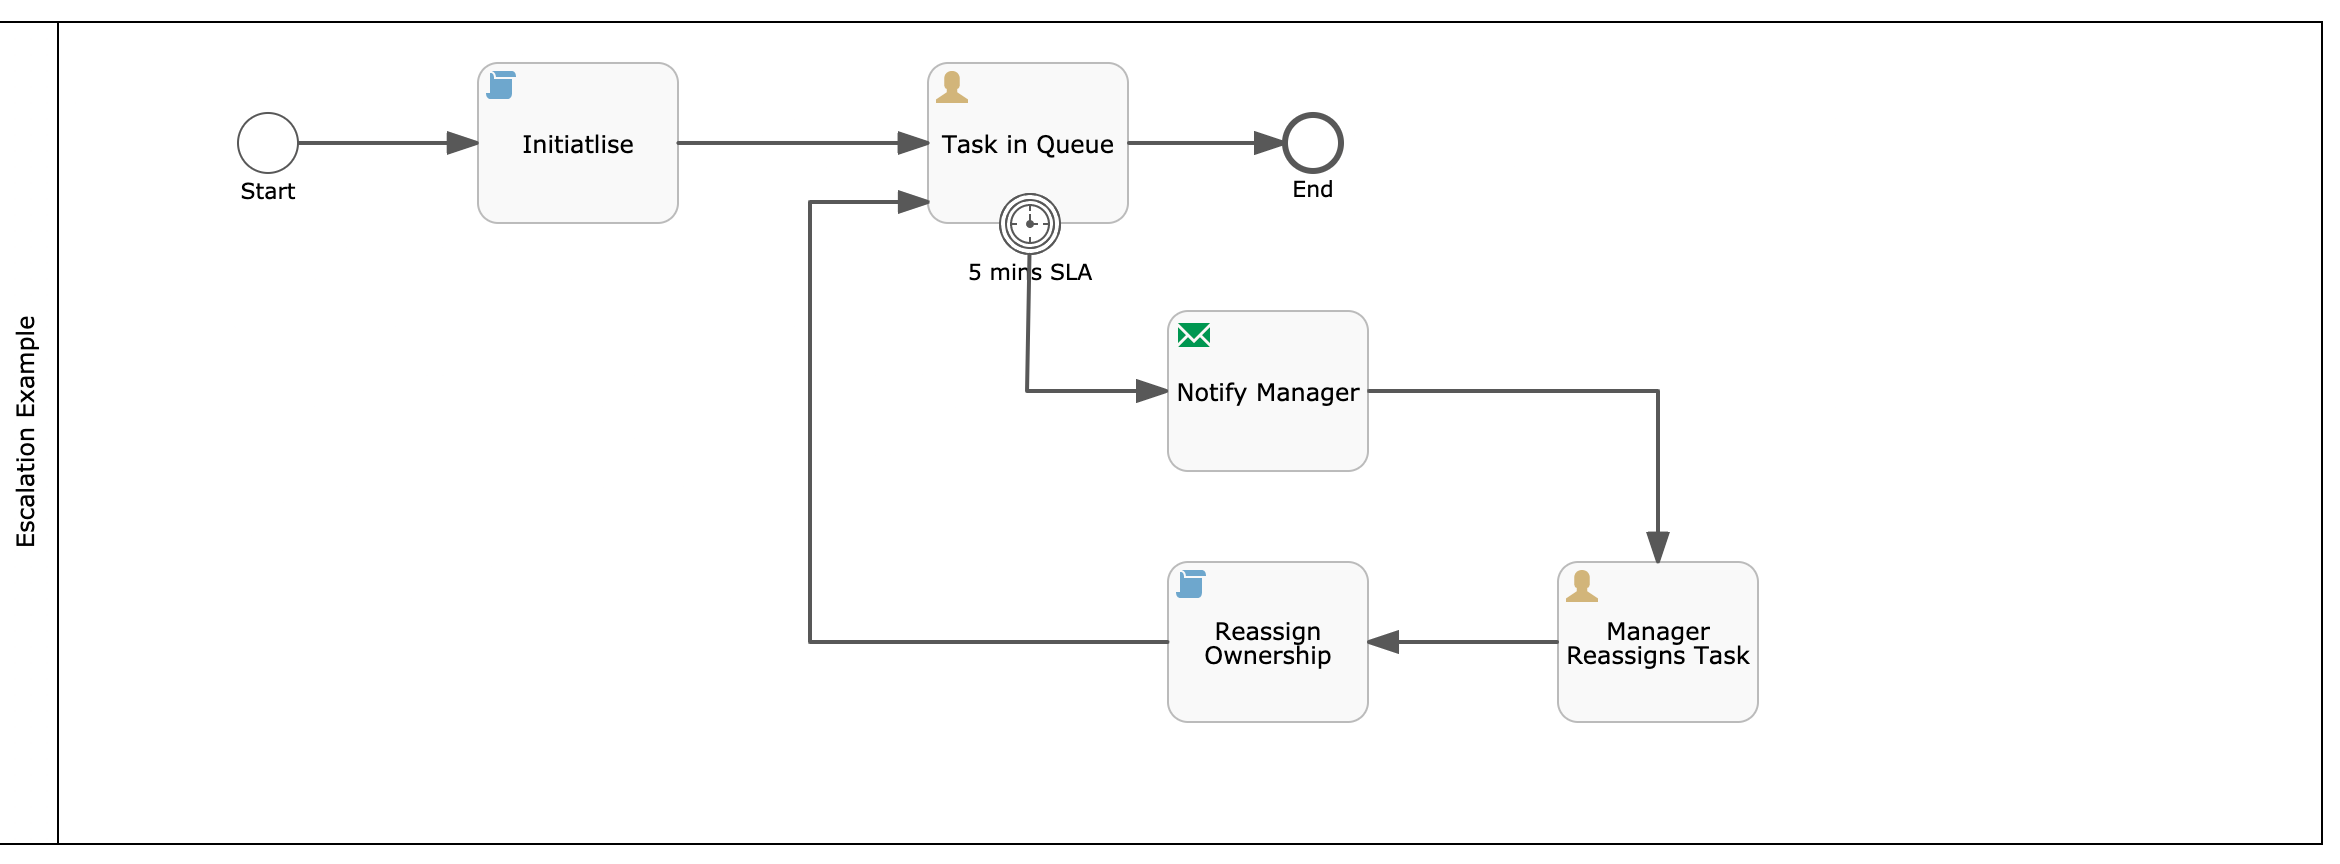 Escalation Example
Start
Initiatlise
Task in Queue
End
5 mins SLA
Notify Manager
Reassign
Ownership
Manager
Reassigns Task